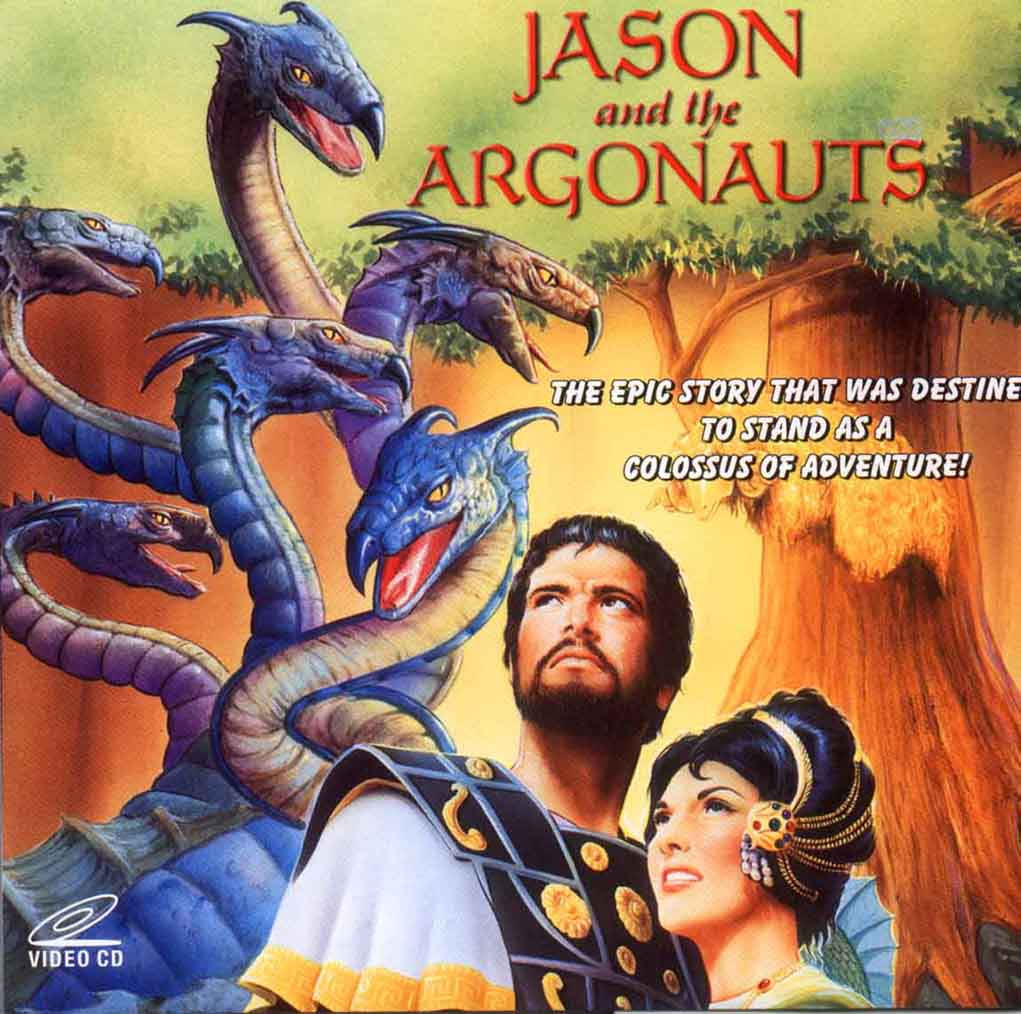 JASON
and the
ARGONAUTS
THE EPIC STORY THAT WAS DESTINE
TO STAND AS A
COLOSSUS OF ADVENTURE!
VIDEO CD